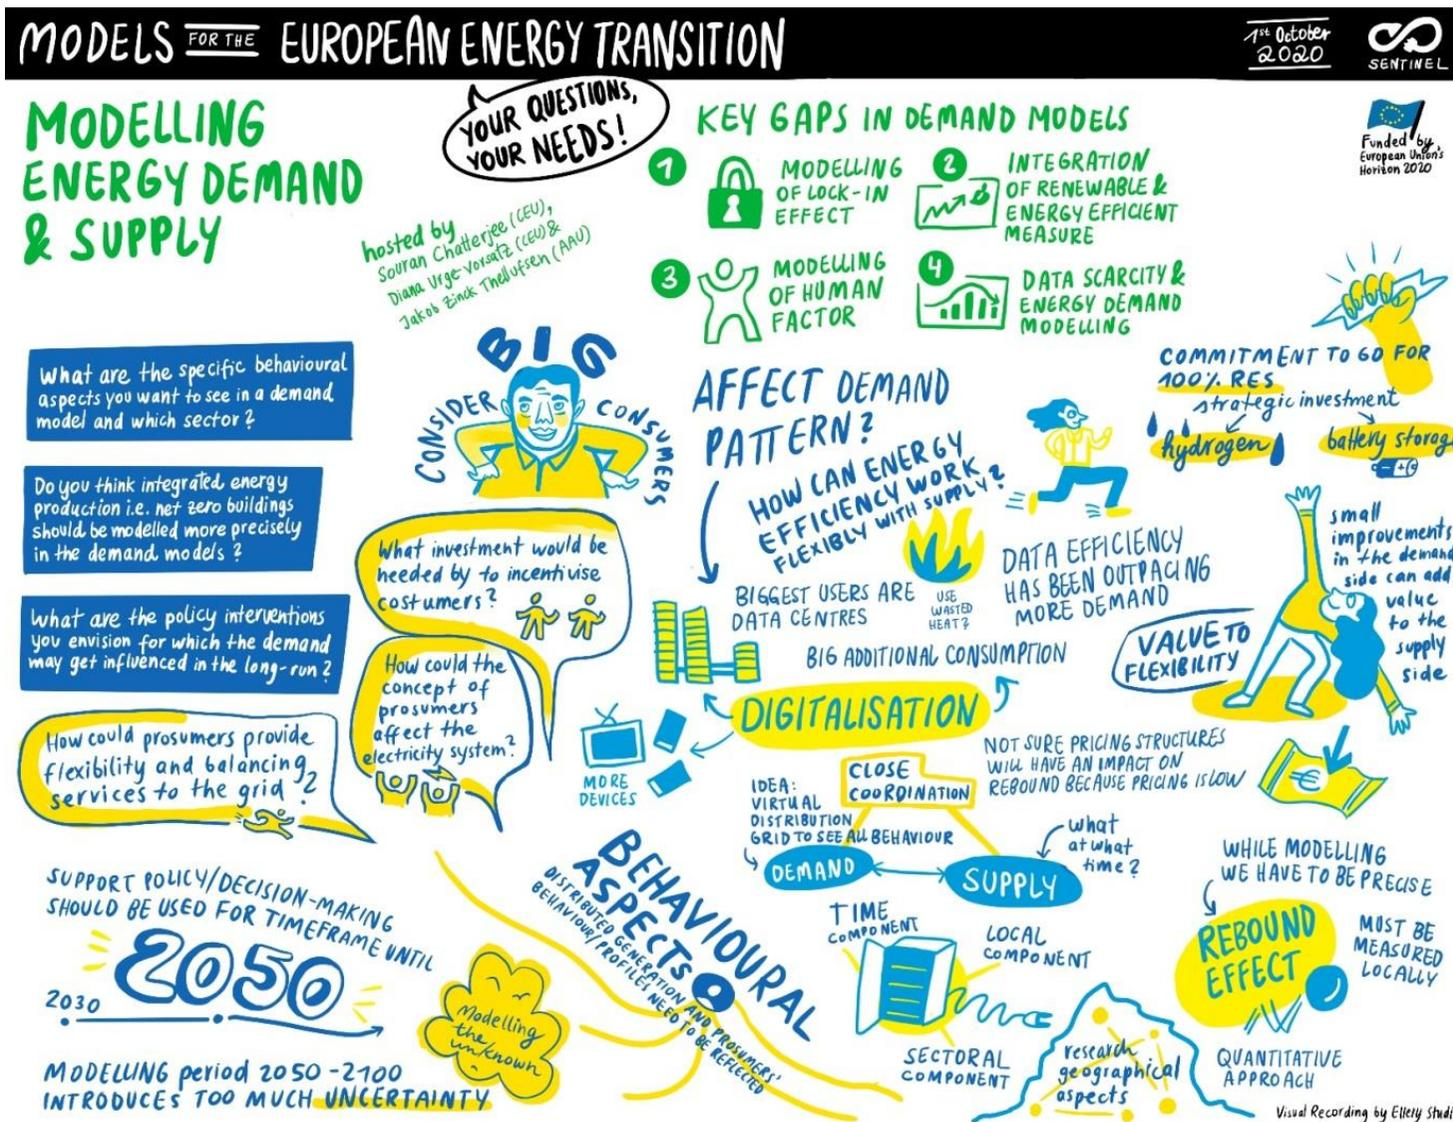 MODELS FOR THE EUROPEAN ENERGY TRANSITION
1st October
2020
SENTINEL
MODELLING
ENERGY DEMAND
& SUPPLY
YOUR QUESTIONS,
YOUR NEEDS!
hosted by
Souran Chatterjee (CEU),
Diana Urge-Vorsatz (CEU) &
Jakob Zinck Thellufsen (AAU)
KEY GAPS IN DEMAND MODELS
1
MODELLING
OF LOCK-IN
EFFECT
2
INTEGRATION
OF RENEWABLE &
ENERGY EFFICIENT
MEASURE
3
MODELLING
OF HUMAN
FACTOR
4
DATA SCARCITY &
ENERGY DEMAND
MODELLING
Funded by
European Union's
Horizon 2020
What are the specific behavioural
aspects you want to see in a demand
model and which sector?
Do you think integrated energy
production i.e. net zero buildings
should be modelled more precisely
in the demand models?
What are the policy interventions
you envision for which the demand
may get influenced in the long-run?
How could prosumers provide
flexibility and balancing
services to the grid?
CONSIDER
BIG
CONSUMERS
What investment would be
needed by to incentivise
costumers?
How could the
concept of
prosumers
affect the
electricity system?
AFFECT DEMAND
PATTERN?
HOW CAN ENERGY
EFFICIENCY WORK
FLEXIBLY WITH SUPPLY?
BIGGEST USERS ARE
DATA CENTRES
USE
WASTED
HEAT?
DATA EFFICIENCY
HAS BEEN OUTPACING
MORE DEMAND
BIG ADDITIONAL CONSUMPTION
DIGITALISATION
MORE
DEVICES
COMMITMENT TO GO FOR
100% RES
strategic investment
hydrogen
battery storag
- +
small
improvements
in the demand
side can add
value
to the
supply
side
VALUE TO
FLEXIBILITY
NOT SURE PRICING STRUCTURES
WILL HAVE AN IMPACT ON
REBOUND BECAUSE PRICING IS LOW
€
IDEA:
VIRTUAL
DISTRIBUTION
GRID TO SEE ALL BEHAVIOUR
CLOSE
COORDINATION
DEMAND
SUPPLY
what
at what
time?
TIME
COMPONENT
LOCAL
COMPONENT
SECTORAL
COMPONENT
research
geographical
aspects
WHILE MODELLING
WE HAVE TO BE PRECISE
REBOUND
EFFECT
MUST BE
MEASURED
LOCALLY
QUANTITATIVE
APPROACH
SUPPORT POLICY/DECISION-MAKING
SHOULD BE USED FOR TIMEFRAME UNTIL
2030
2050
MODELLING period 2050-2100
INTRODUCES TOO MUCH UNCERTAINTY
Modelling
the
un/known
BEHAVIOURAL
ASPECTS
DISTRIBUTED GENERATION AND PROSUMERS'
BEHAVIOUR/PROFILES NEED TO BE REFLECTED
Visual Recording by Ellery Studi